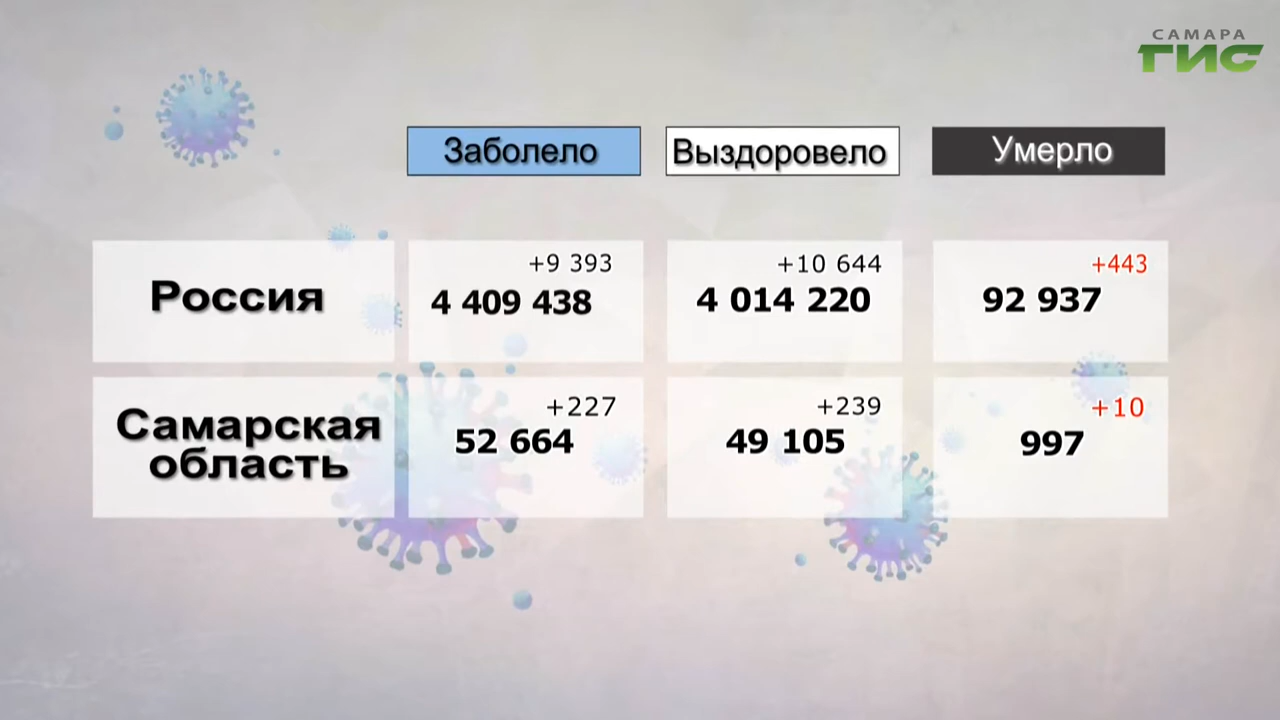 САМАРА
ГИС
Заболело Выздоровело Умерло
+9 393 +10 644 +443
Россия 4 409 438 4 014 220 92 937
+227 +239 +10
Самарская
область 52 664 49 105 997